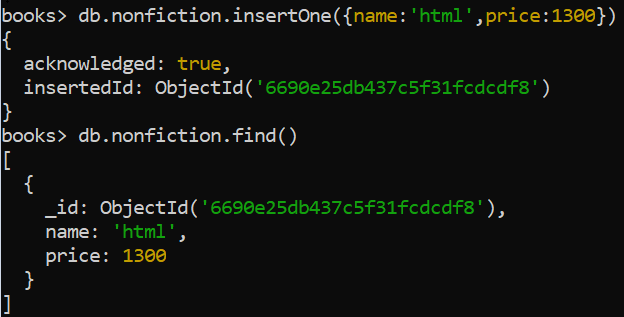 books> db.nonfiction.insertOne({name:'html',price:1300})
{
  acknowledged: true,
  insertedId: ObjectId('6690e25db437c5f31fcdcdf8')
}
books> db.nonfiction.find()
[
  {
    _id: ObjectId('6690e25db437c5f31fcdcdf8'),
    name: 'html',
    price: 1300
  }
]